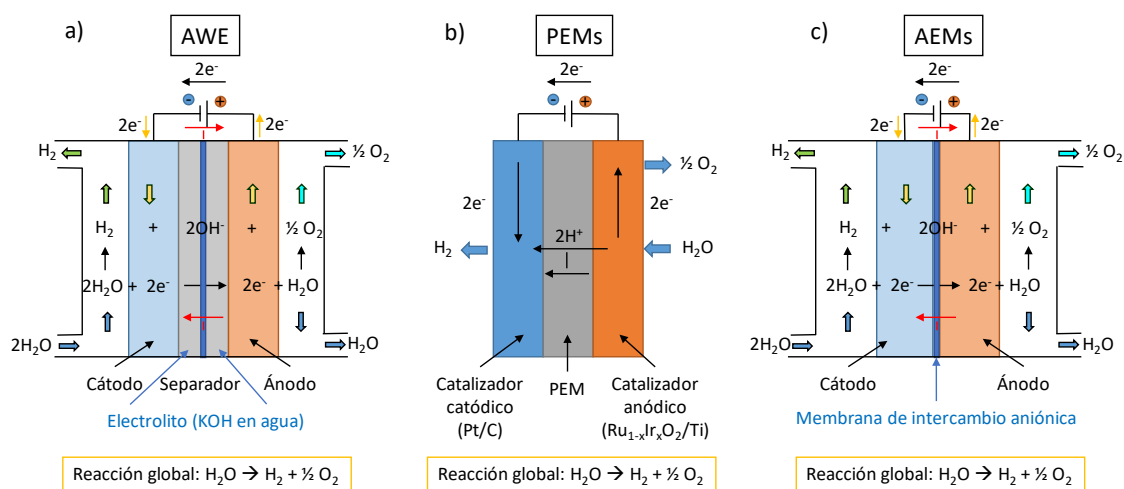 a)
AWE
2e-
- +
2e- 2e-
H2 ½ O2
+ 2OH- +
H2 ½ O2
2H2O + 2e- 2e- + H2O
2H2O H2O
Cátodo Separador Ánodo
Electrolito (KOH en agua)
Reacción global: H2O → H2 + ½ O2
b)
PEMs
2e-
- +
½ O2
2e- 2e-
2H+
H2 H2O
Catalizador
catódico
(Pt/C)
PEM
Catalizador
anódico
(Ru1-xIrxO2/Ti)
Reacción global: H2O → H2 + ½ O2
c)
AEMs
2e-
- +
2e- 2e-
H2 ½ O2
+ 2OH- +
H2 ½ O2
2H2O + 2e- 2e- + H2O
2H2O H2O
Cátodo Ánodo
Membrana de intercambio aniónica
Reacción global: H2O → H2 + ½ O2